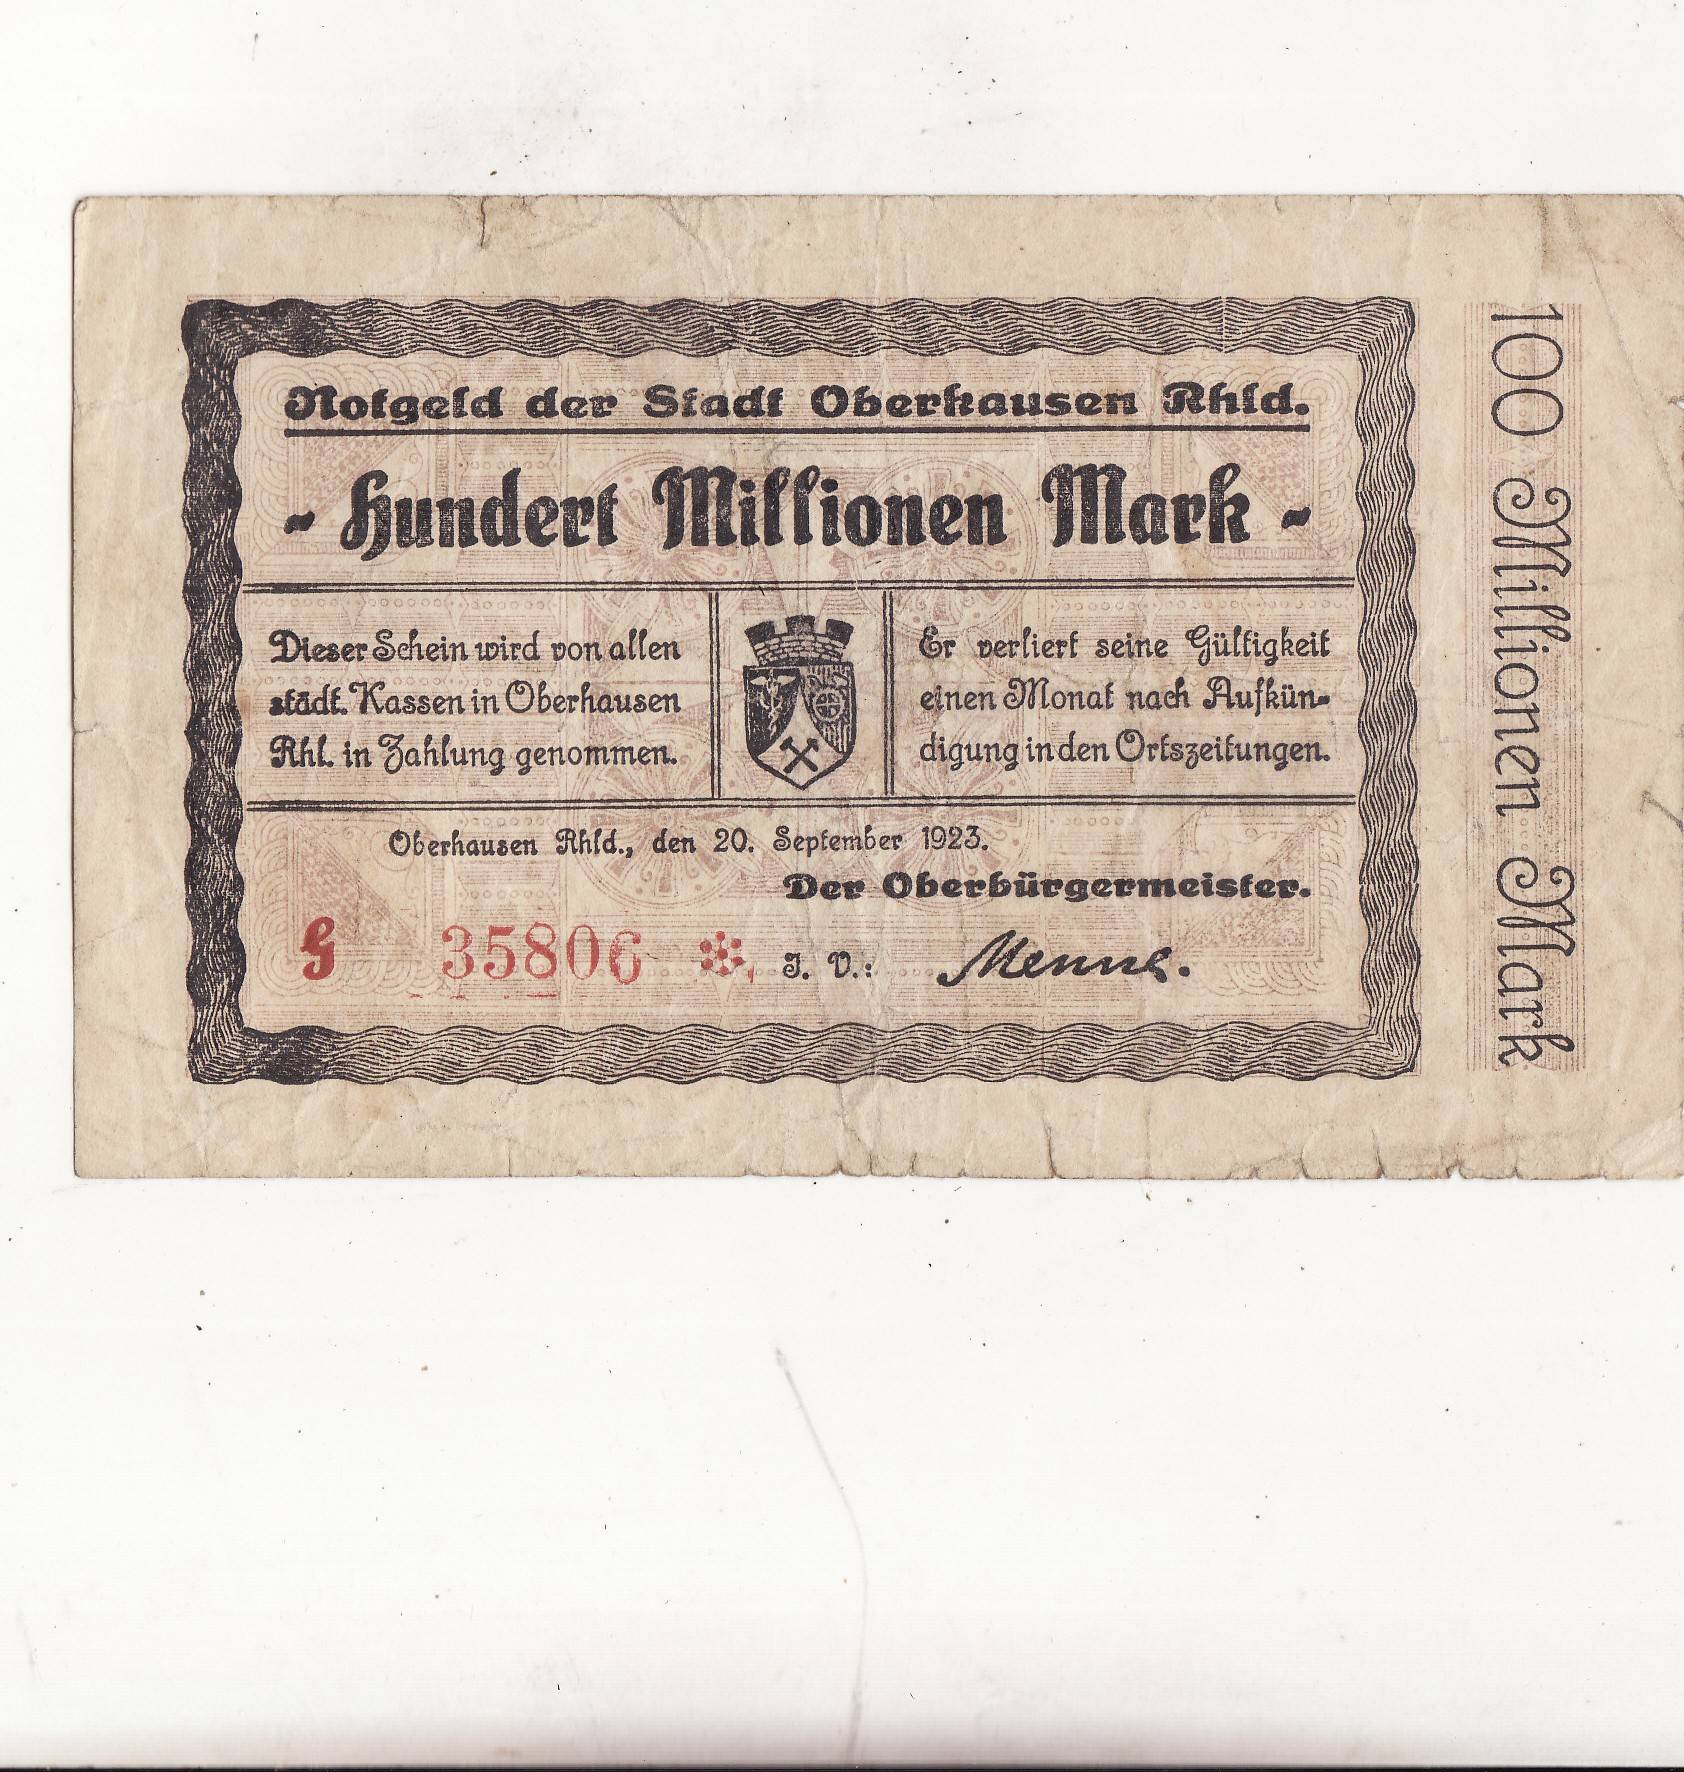 Notgeld der Stadt Oberhausen Rhld.
~ Hundert Millionen Mark ~
Dieser Schein wird von allen
städt. Kassen in Oberhausen
Rhl. in Zahlung genommen.
Er verliert seine Gültigkeit
einen Monat nach Aufkün-
digung in den Ortszeitungen.
Oberhausen Rhld., den 20. September 1923.
Der Oberbürgermeister.
G 35806 * J. V.: Menne.
100 Millionen Mark